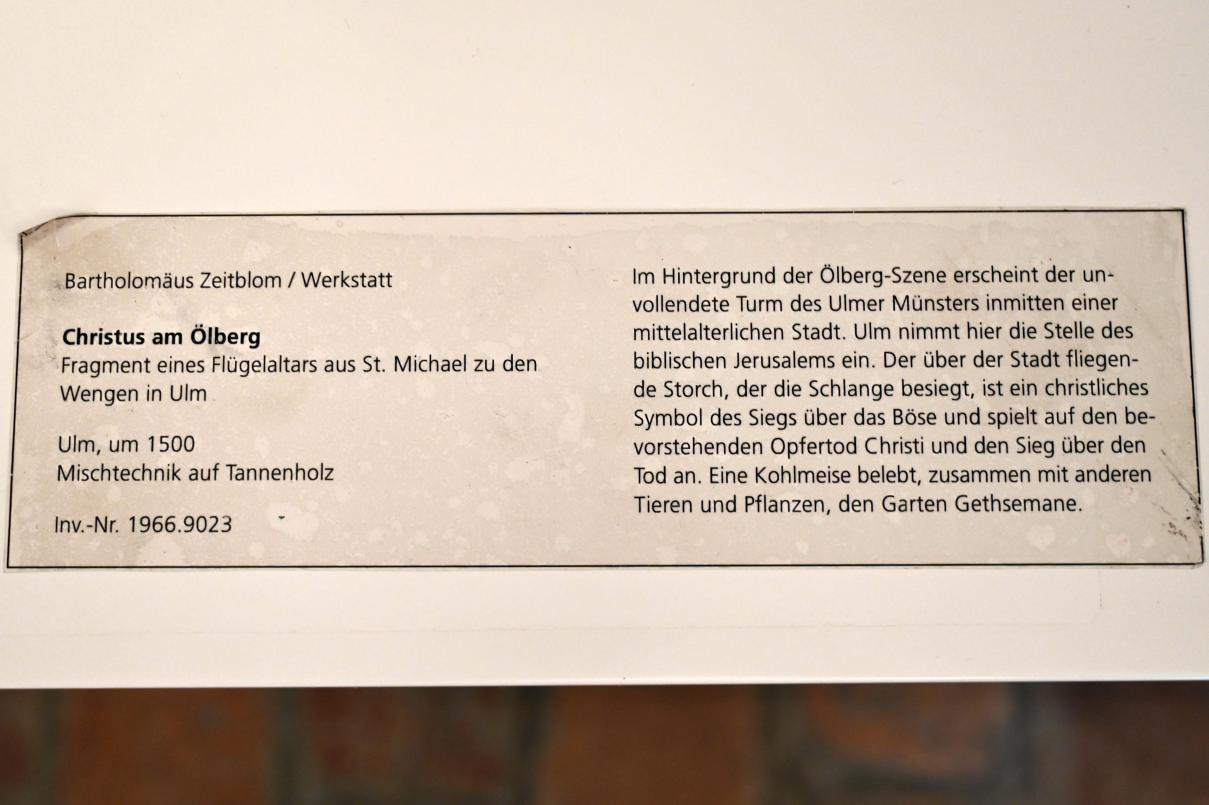 Bartholomäus Zeitblom / Werkstatt
Christus am Ölberg
Fragment eines Flügelaltars aus St. Michael zu den
Wengen in Ulm
Ulm, um 1500
Mischtechnik auf Tannenholz
Inv.-Nr. 1966.9023
Im Hintergrund der Ölberg-Szene erscheint der un-
vollendete Turm des Ulmer Münsters inmitten einer
mittelalterlichen Stadt. Ulm nimmt hier die Stelle des
biblischen Jerusalems ein. Der über der Stadt fliegen-
de Storch, der die Schlange besiegt, ist ein christliches
Symbol des Siegs über das Böse und spielt auf den be-
vorstehenden Opfertod Christi und den Sieg über den
Tod an. Eine Kohlmeise belebt, zusammen mit anderen
Tieren und Pflanzen, den Garten Gethsemane.